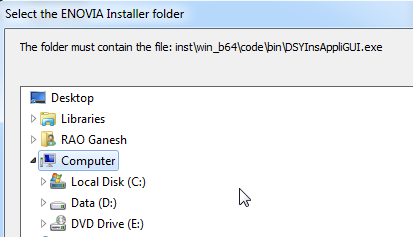 Select the ENOVIA Installer folder
The folder must contain the file: inst\win_b64\code\bin\DSYInsAppliGUI.exe
Desktop
Libraries
RAO Ganesh
Computer
Local Disk (C:)
Data (D:)
DVD Drive (E:)